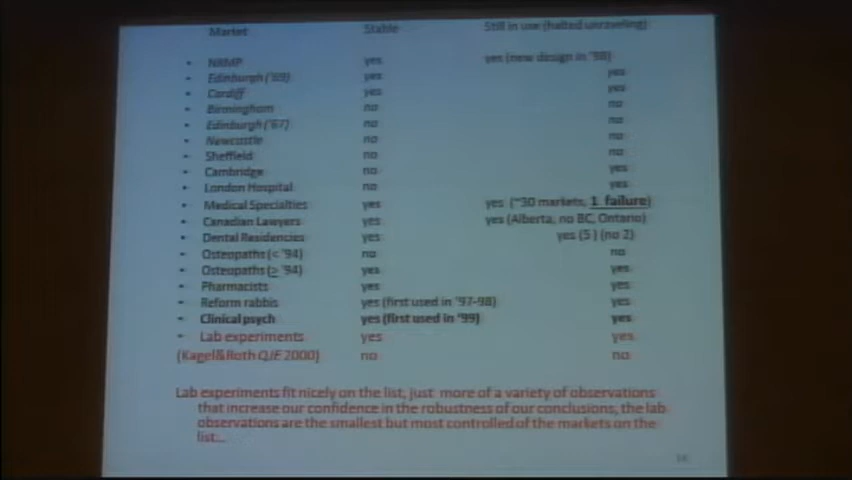 Market Stable Still in use (halted unraveling)
• NRMP yes yes (new design in '98)
• Edinburgh ('69) yes yes
• Cardiff yes yes
• Birmingham no no
• Edinburgh ('67) no no
• Newcastle no no
• Sheffield no no
• Cambridge no yes
• London Hospital no yes
• Medical Specialties yes yes (~30 markets, 1 failure)
• Canadian Lawyers yes yes (Alberta, no BC, Ontario)
• Dental Residencies yes yes (5 ) (no 2)
• Osteopaths (< '94) no no
• Osteopaths (≥ '94) yes yes
• Pharmacists yes yes
• Reform rabbis yes (first used in '97-98) yes
• Clinical psych yes (first used in '99) yes
• Lab experiments yes yes
(Kagel&Roth QJE 2000) no no
Lab experiments fit nicely on the list, just more of a variety of observations
that increase our confidence in the robustness of our conclusions, the lab
observations are the smallest but most controlled of the markets on the
list...